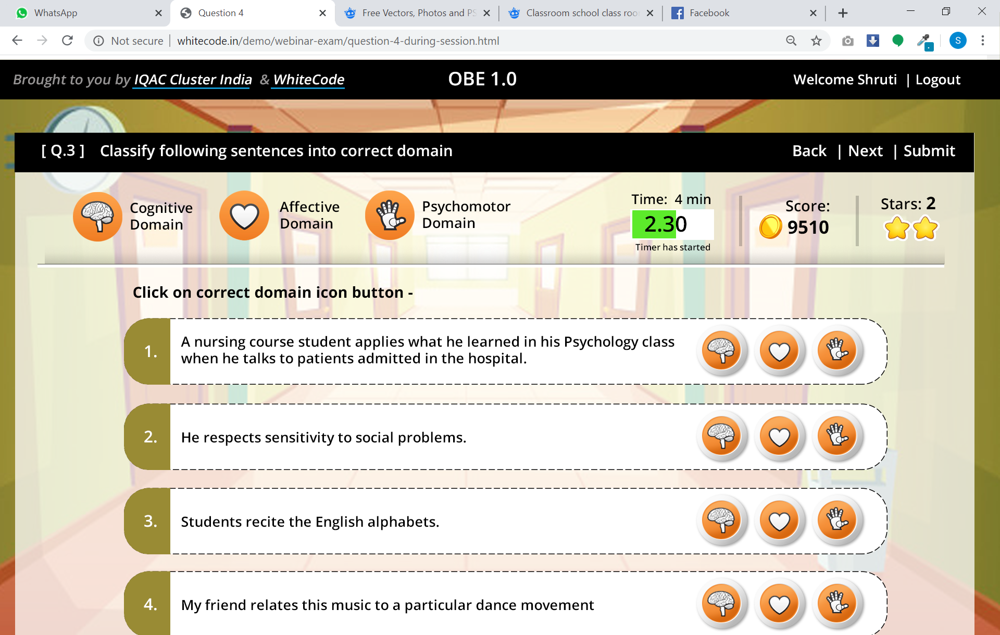 WhatsApp
Question 4
Free Vectors, Photos and PS
Classroom school class roo
Facebook
Not secure
whitecode.in/demo/webinar-exam/question-4-during-session.html
S
Brought to you by IQAC Cluster India & WhiteCode
OBE 1.0
Welcome Shruti | Logout
[ Q.3 ] Classify following sentences into correct domain
Back | Next | Submit
Cognitive
Domain
Affective
Domain
Psychomotor
Domain
Time: 4 min
2.30
Timer has started
Score:
9510
Stars: 2
Click on correct domain icon button -
1.
A nursing course student applies what he learned in his Psychology class
when he talks to patients admitted in the hospital.
2.
He respects sensitivity to social problems.
3.
Students recite the English alphabets.
4.
My friend relates this music to a particular dance movement